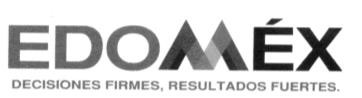 EDOMÉX
DECISIONES FIRMES, RESULTADOS FUERTES.